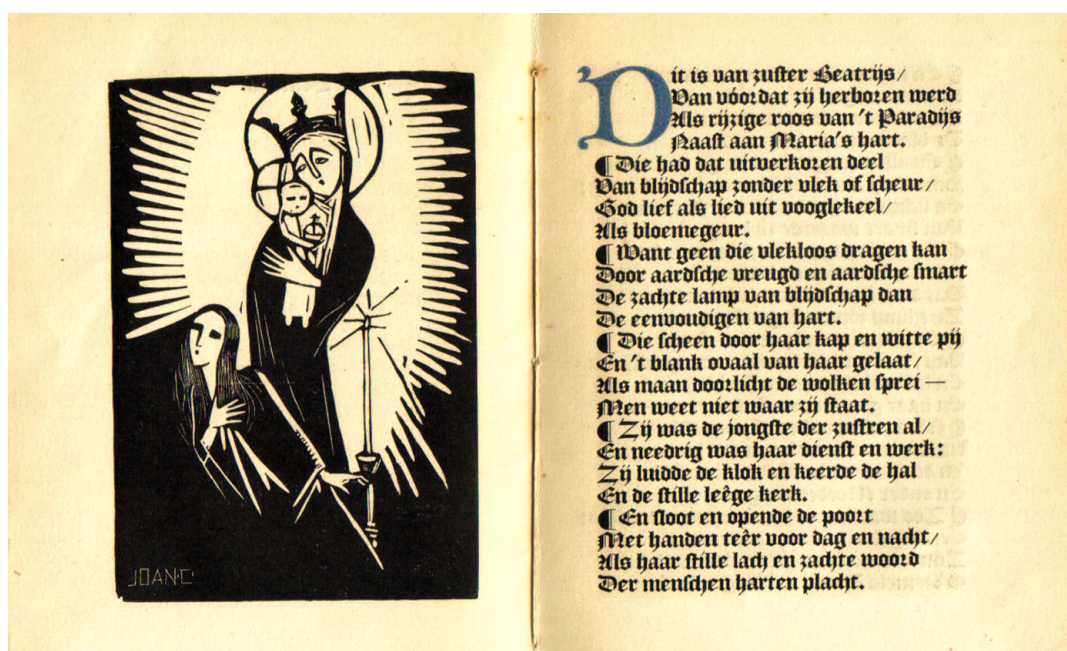 JOAN·C·
Dit is van zuster Beatrijs/
Van vóordat zij herboren werd
Als rijzige roos van 't Paradijs
Naast aan Maria's hart.
¶ Die had dat uitverkoren deel
Van blijdschap zonder vlek of scheur/
God lief als lied uit vooglekeel/
Als bloemegeur.
¶ Want geen die vlekloos dragen kan
Door aardsche vreugd en aardsche smart
De zachte lamp van blijdschap dan
De eenvoudigen van hart.
¶ Die scheen door haar kap en witte pij
En 't blank ovaal van haar gelaat/
Als maan doorlicht de wolken sprei —
Men weet niet waar zij staat.
¶ Zij was de jongste der zustren al/
En needrig was haar dienst en werk:
Zij luidde de klok en keerde de hal
En de stille leêge kerk.
¶ En sloot en opende de poort
Met handen teêr voor dag en nacht/
Als haar stille lach en zachte woord
Der menschen harten placht.